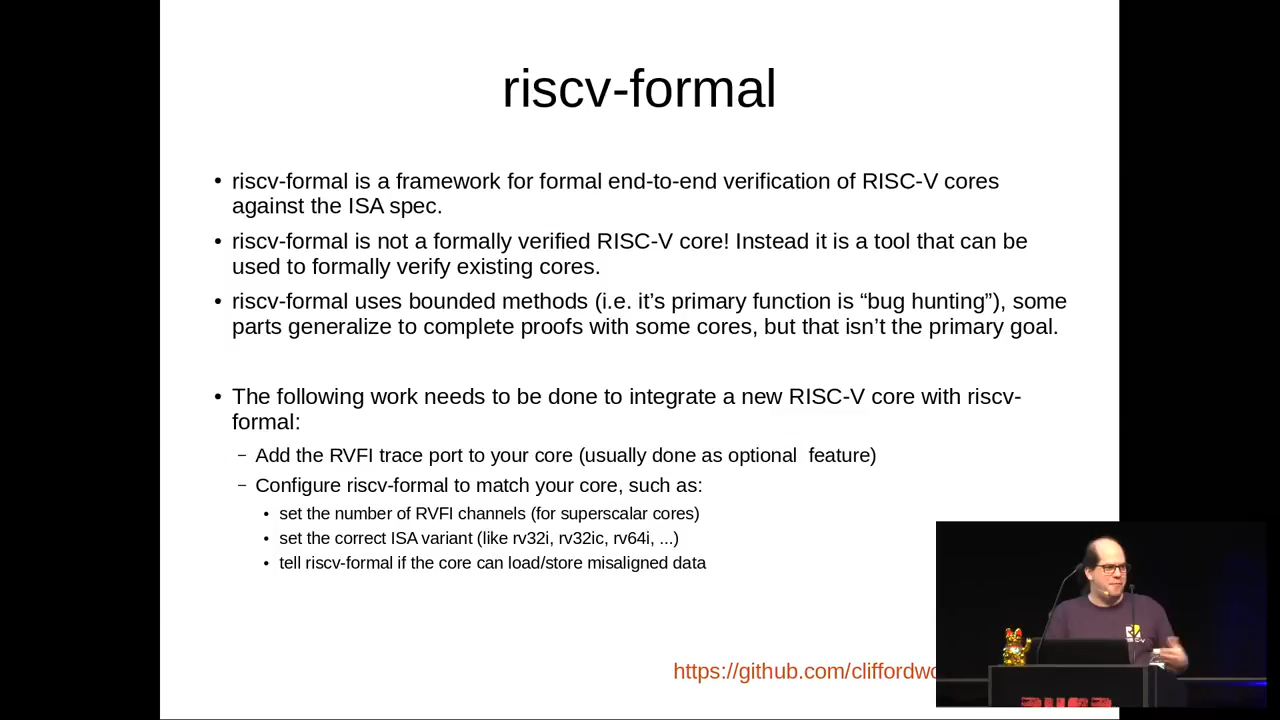 riscv-formal
• riscv-formal is a framework for formal end-to-end verification of RISC-V cores
against the ISA spec.
• riscv-formal is not a formally verified RISC-V core! Instead it is a tool that can be
used to formally verify existing cores.
• riscv-formal uses bounded methods (i.e. it’s primary function is “bug hunting”), some
parts generalize to complete proofs with some cores, but that isn’t the primary goal.
• The following work needs to be done to integrate a new RISC-V core with riscv-
formal:
– Add the RVFI trace port to your core (usually done as optional  feature)
– Configure riscv-formal to match your core, such as:
• set the number of RVFI channels (for superscalar cores)
• set the correct ISA variant (like rv32i, rv32ic, rv64i, ...)
• tell riscv-formal if the core can load/store misaligned data
https://github.com/cliffordwo